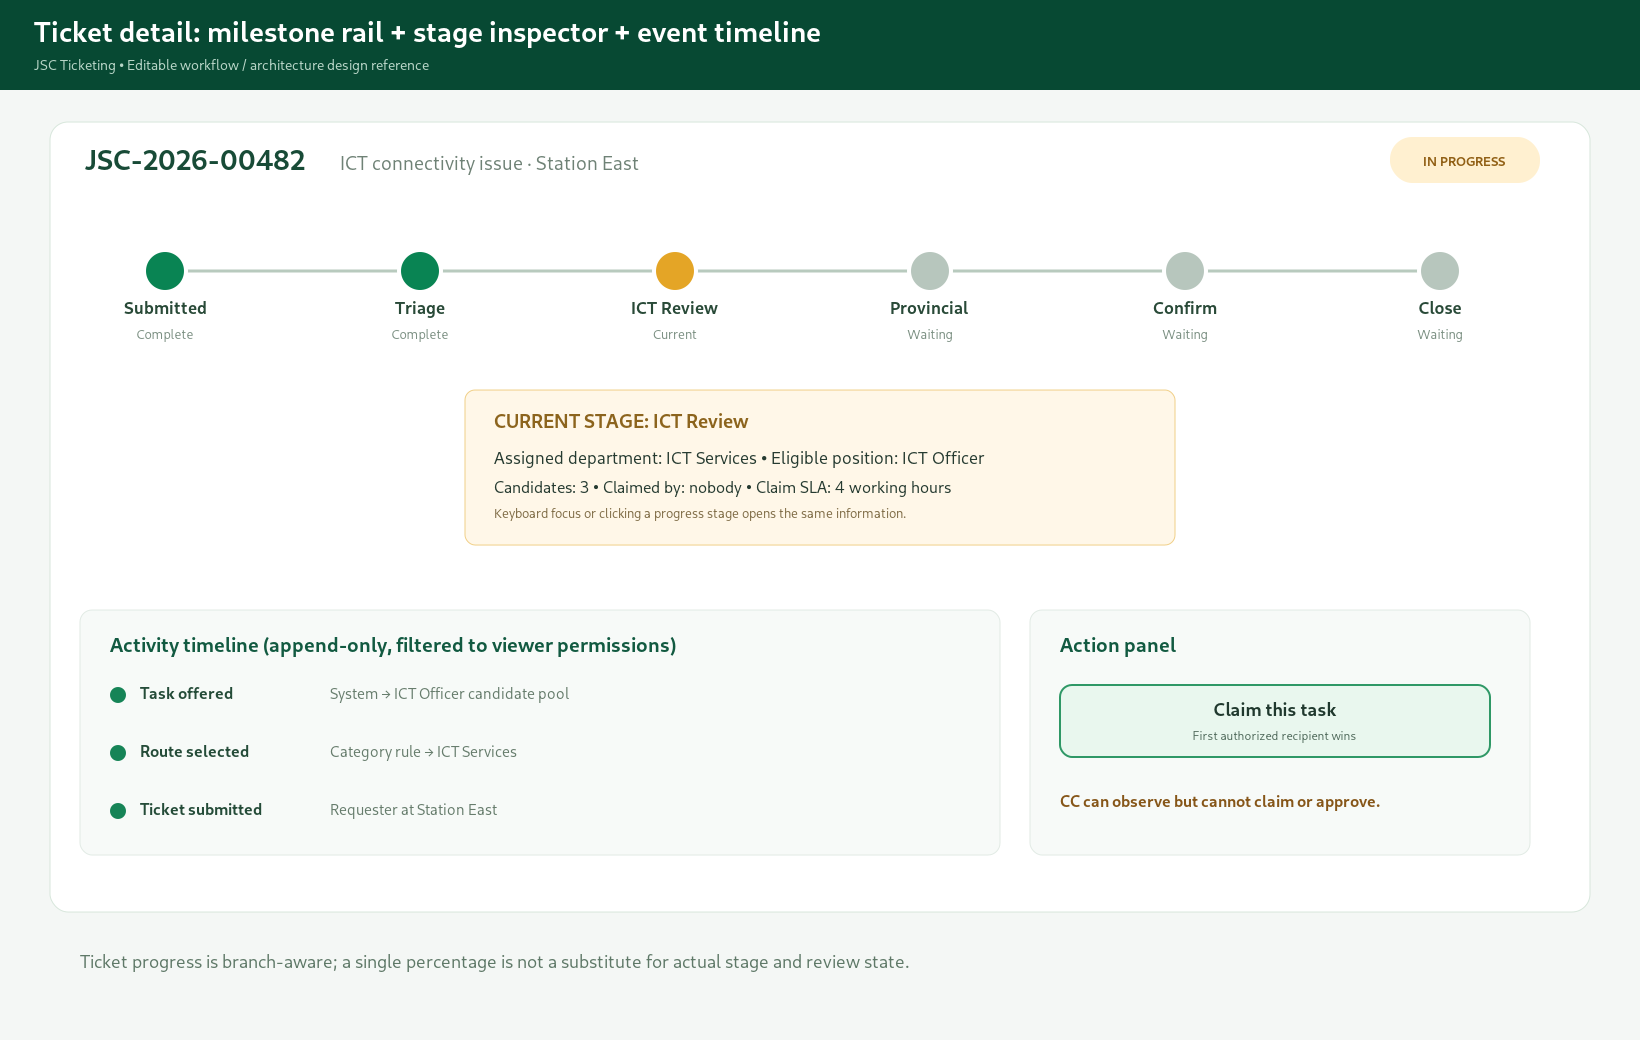 Ticket detail: milestone rail + stage inspector + event timeline
JSC Ticketing • Editable workflow / architecture design reference
JSC-2026-00482
ICT connectivity issue · Station East
IN PROGRESS
Submitted
Complete
Triage
Complete
ICT Review
Current
Provincial
Waiting
Confirm
Waiting
Close
Waiting
CURRENT STAGE: ICT Review
Assigned department: ICT Services • Eligible position: ICT Officer
Candidates: 3 • Claimed by: nobody • Claim SLA: 4 working hours
Keyboard focus or clicking a progress stage opens the same information.
Activity timeline (append-only, filtered to viewer permissions)
Task offered
System → ICT Officer candidate pool
Route selected
Category rule → ICT Services
Ticket submitted
Requester at Station East
Action panel
Claim this task
First authorized recipient wins
CC can observe but cannot claim or approve.
Ticket progress is branch-aware; a single percentage is not a substitute for actual stage and review state.